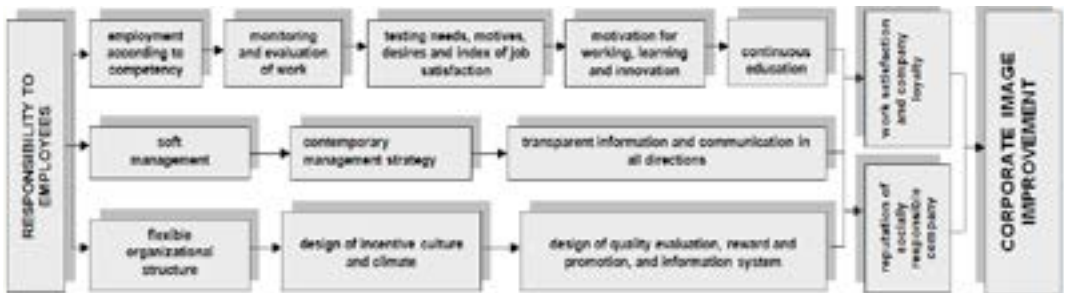 RESPONSIBILITY TO
EMPLOYEES
employment
according to
competency
monitoring
and evaluation
of work
testing needs, motives,
desires and index of job
satisfaction
motivation for
working, learning
and innovation
continuous
education
soft
management
contemporary
management strategy
transparent information and communication in
all directions
flexible
organizational
structure
design of incentive culture
and climate
design of quality evaluation, reward and
promotion, and information system
work satisfaction
and company
loyalty
reputation of
socially
responsible
company
CORPORATE IMAGE
IMPROVEMENT